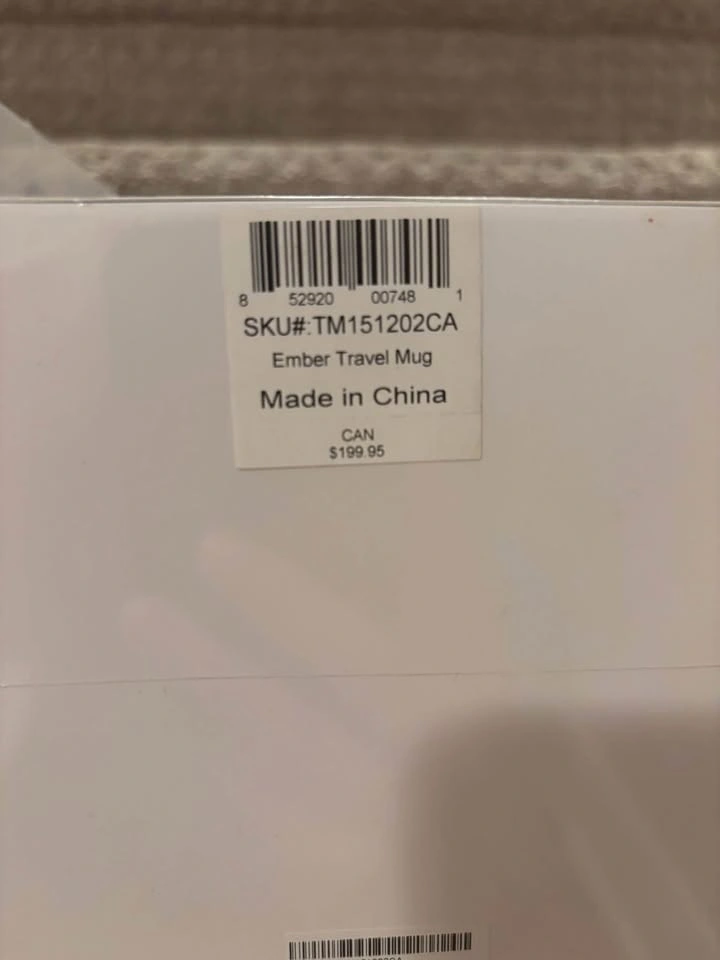 8 52920 00748 1
SKU#:TM151202CA
Ember Travel Mug
Made in China
CAN
$199.95